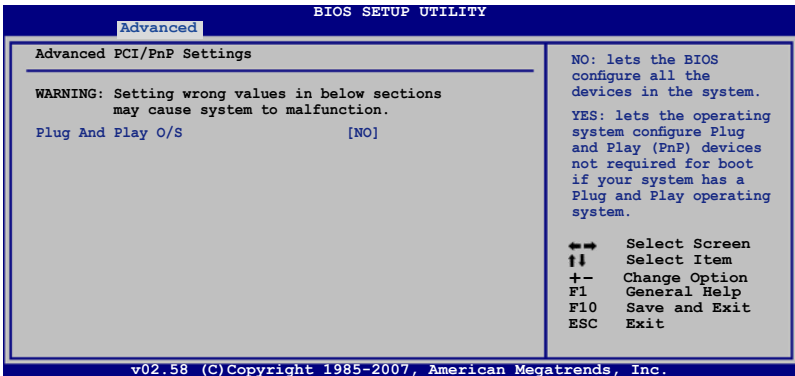 BIOS SETUP UTILITY
Advanced
Advanced PCI/PnP Settings
WARNING: Setting wrong values in below sections
may cause system to malfunction.
Plug And Play O/S [NO]
NO: lets the BIOS
configure all the
devices in the system.
YES: lets the operating
system configure Plug
and Play (PnP) devices
not required for boot
if your system has a
Plug and Play operating
system.
←→ Select Screen
↑↓ Select Item
+- Change Option
F1 General Help
F10 Save and Exit
ESC Exit
v02.58 (C)Copyright 1985-2007, American Megatrends, Inc.